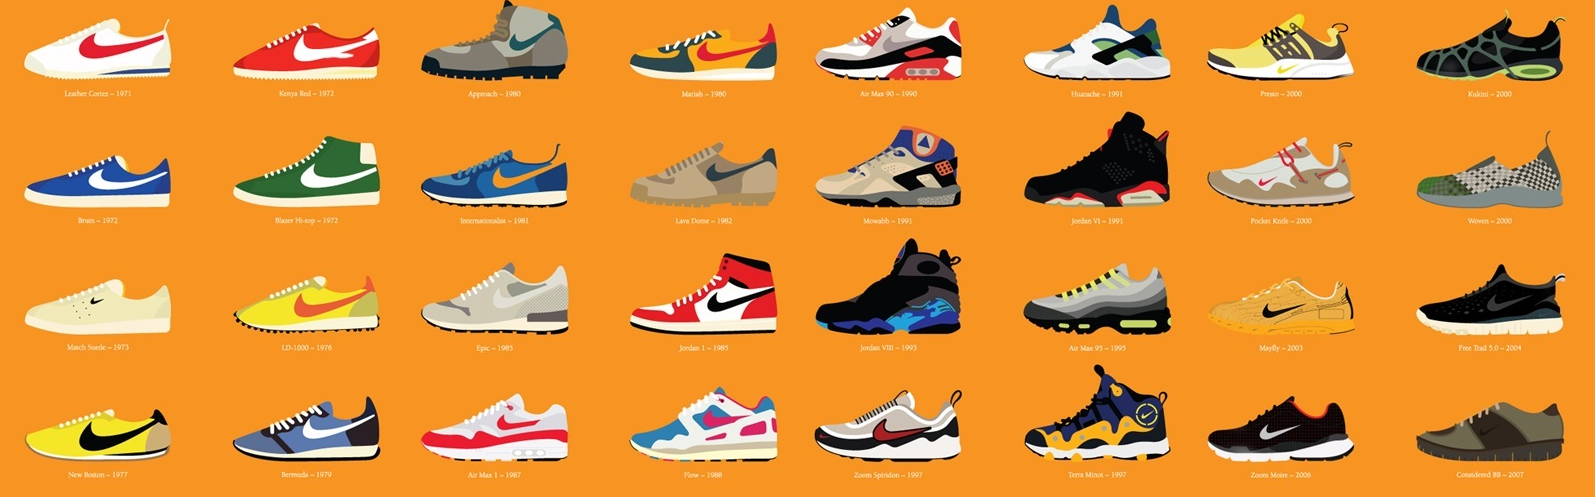 Leather Cortez – 1971
Kenya Red – 1972
Approach – 1980
Mariah – 1980
Air Max 90 – 1990
Huarache – 1991
Presto – 2000
Kukini – 2000
Bruin – 1972
Blazer Hi-top – 1972
Internationalist – 1981
Lava Dome – 1982
Mowabb – 1991
Jordan VI – 1991
Pocket Knife – 2000
Woven – 2000
Match Suede – 1973
LD-1000 – 1976
Epic – 1985
Jordan 1 – 1985
Jordan VIII – 1993
Air Max 95 – 1995
Mayfly – 2003
Free Trail 5.0 – 2004
New Boston – 1977
Bermuda – 1979
Air Max 1 – 1987
Flow – 1988
Zoom Spiridon – 1997
Terra Minot – 1997
Zoom Moire – 2006
Considered BB – 2007